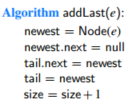 Algorithm addLast(e):
newest = Node(e)
newest.next = null
tail.next = newest
tail = newest
size = size + 1